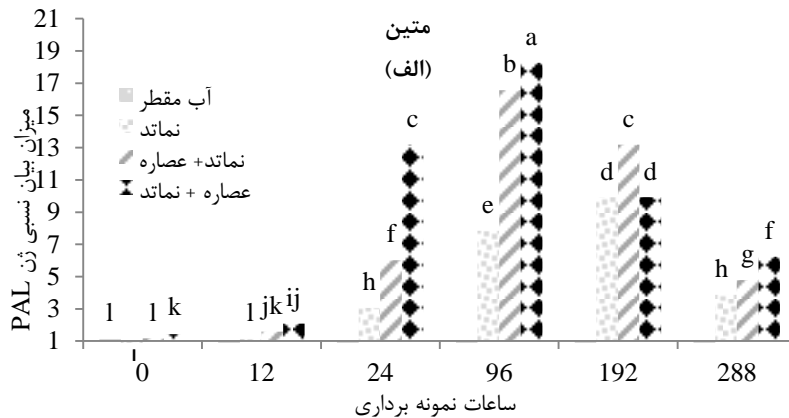 متین
(الف)
میزان بیان نسبی ژن PAL
21
19
17
15
13
11
9
7
5
3
1
آب مقطر
نماتد
نماتد+ عصاره
عصاره + نماتد
l l k
l jk ij
h f c
e b a
d c d
h g f
0 12 24 96 192 288
ساعات نمونه برداری